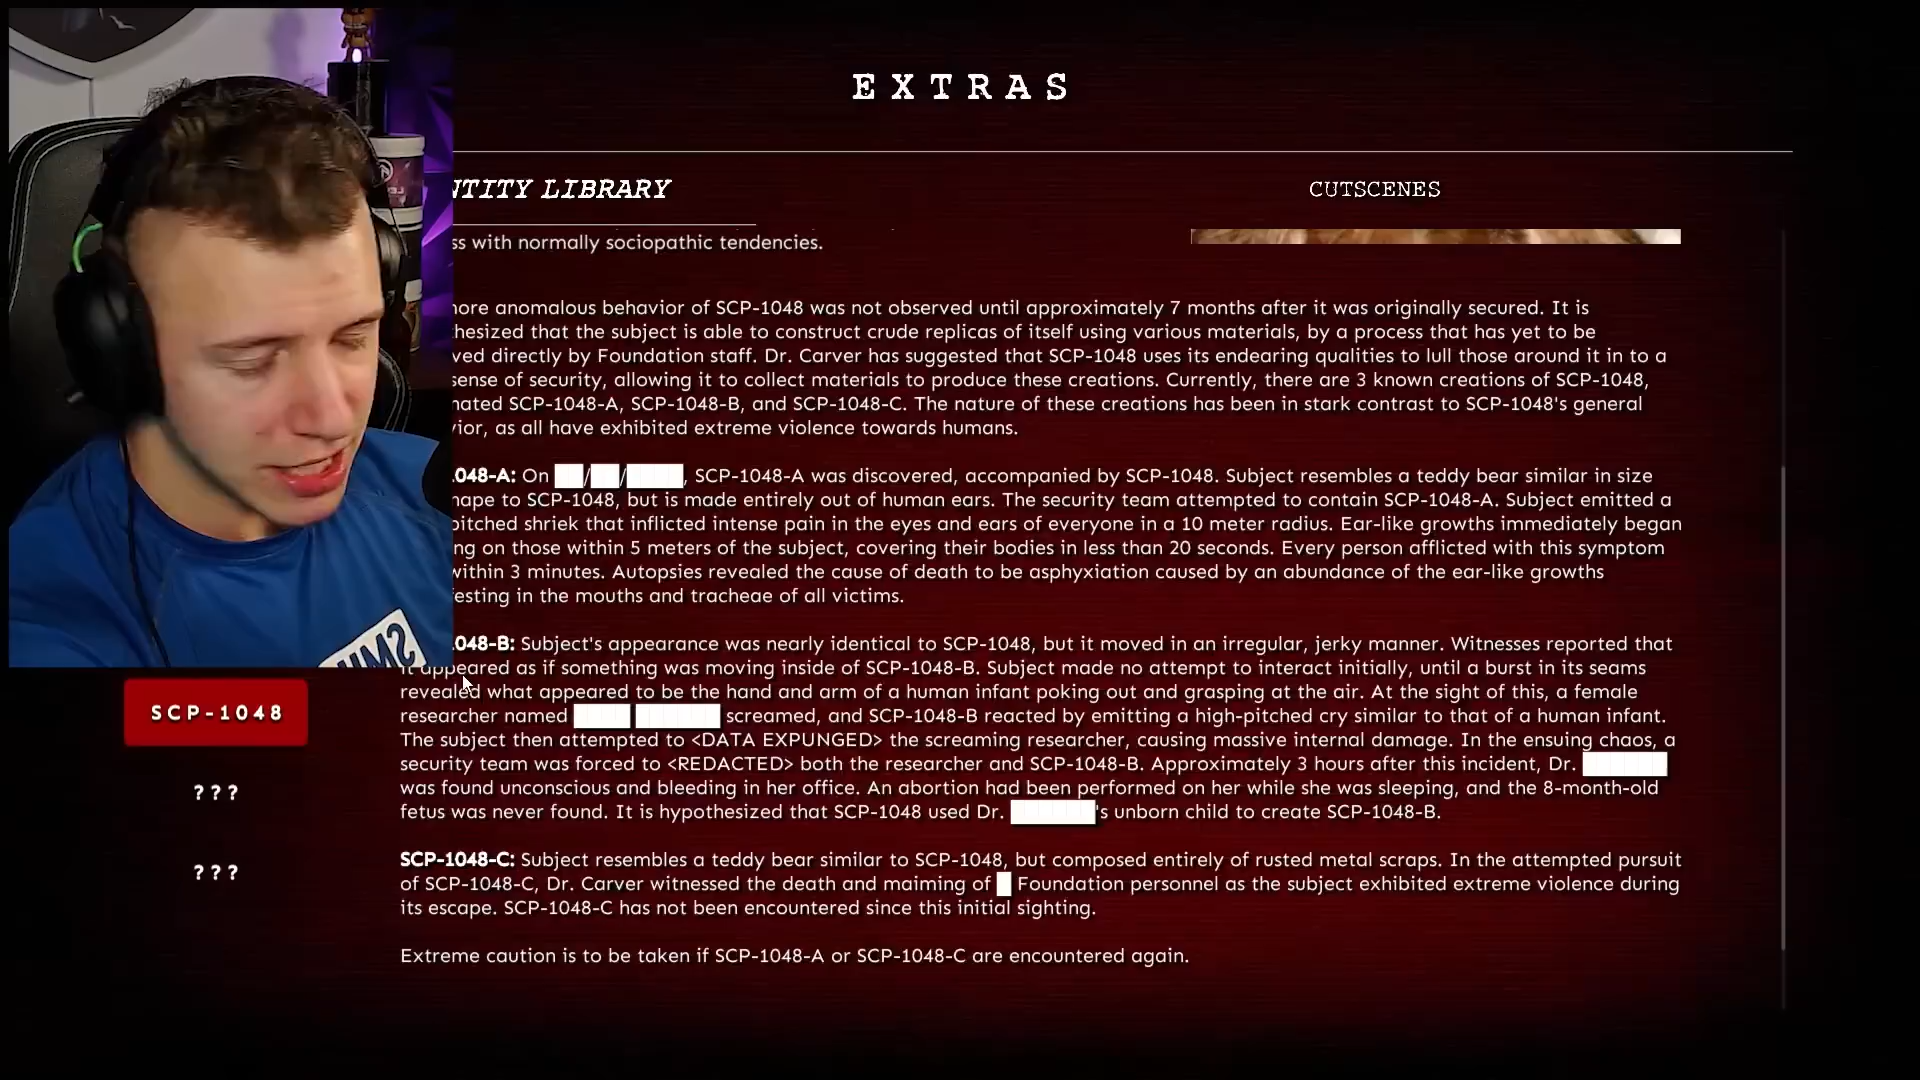 EXTRAS
NTITY LIBRARY
CUTSCENES
ss with normally sociopathic tendencies.
more anomalous behavior of SCP-1048 was not observed until approximately 7 months after it was originally secured. It is
hesized that the subject is able to construct crude replicas of itself using various materials, by a process that has yet to be
ved directly by Foundation staff. Dr. Carver has suggested that SCP-1048 uses its endearing qualities to lull those around it in to a
sense of security, allowing it to collect materials to produce these creations. Currently, there are 3 known creations of SCP-1048,
nated SCP-1048-A, SCP-1048-B, and SCP-1048-C. The nature of these creations has been in stark contrast to SCP-1048's general
vior, as all have exhibited extreme violence towards humans.
048-A: On ██/██/████, SCP-1048-A was discovered, accompanied by SCP-1048. Subject resembles a teddy bear similar in size
hape to SCP-1048, but is made entirely out of human ears. The security team attempted to contain SCP-1048-A. Subject emitted a
pitched shriek that inflicted intense pain in the eyes and ears of everyone in a 10 meter radius. Ear-like growths immediately began
ng on those within 5 meters of the subject, covering their bodies in less than 20 seconds. Every person afflicted with this symptom
within 3 minutes. Autopsies revealed the cause of death to be asphyxiation caused by an abundance of the ear-like growths
festing in the mouths and tracheae of all victims.
048-B: Subject's appearance was nearly identical to SCP-1048, but it moved in an irregular, jerky manner. Witnesses reported that
it appeared as if something was moving inside of SCP-1048-B. Subject made no attempt to interact initially, until a burst in its seams
revealed what appeared to be the hand and arm of a human infant poking out and grasping at the air. At the sight of this, a female
researcher named ████ ██████ screamed, and SCP-1048-B reacted by emitting a high-pitched cry similar to that of a human infant.
The subject then attempted to <DATA EXPUNGED> the screaming researcher, causing massive internal damage. In the ensuing chaos, a
security team was forced to <REDACTED> both the researcher and SCP-1048-B. Approximately 3 hours after this incident, Dr. ██████
was found unconscious and bleeding in her office. An abortion had been performed on her while she was sleeping, and the 8-month-old
fetus was never found. It is hypothesized that SCP-1048 used Dr. ██████'s unborn child to create SCP-1048-B.
SCP-1048-C: Subject resembles a teddy bear similar to SCP-1048, but composed entirely of rusted metal scraps. In the attempted pursuit
of SCP-1048-C, Dr. Carver witnessed the death and maiming of █ Foundation personnel as the subject exhibited extreme violence during
its escape. SCP-1048-C has not been encountered since this initial sighting.
Extreme caution is to be taken if SCP-1048-A or SCP-1048-C are encountered again.
SCP-1048
???
???